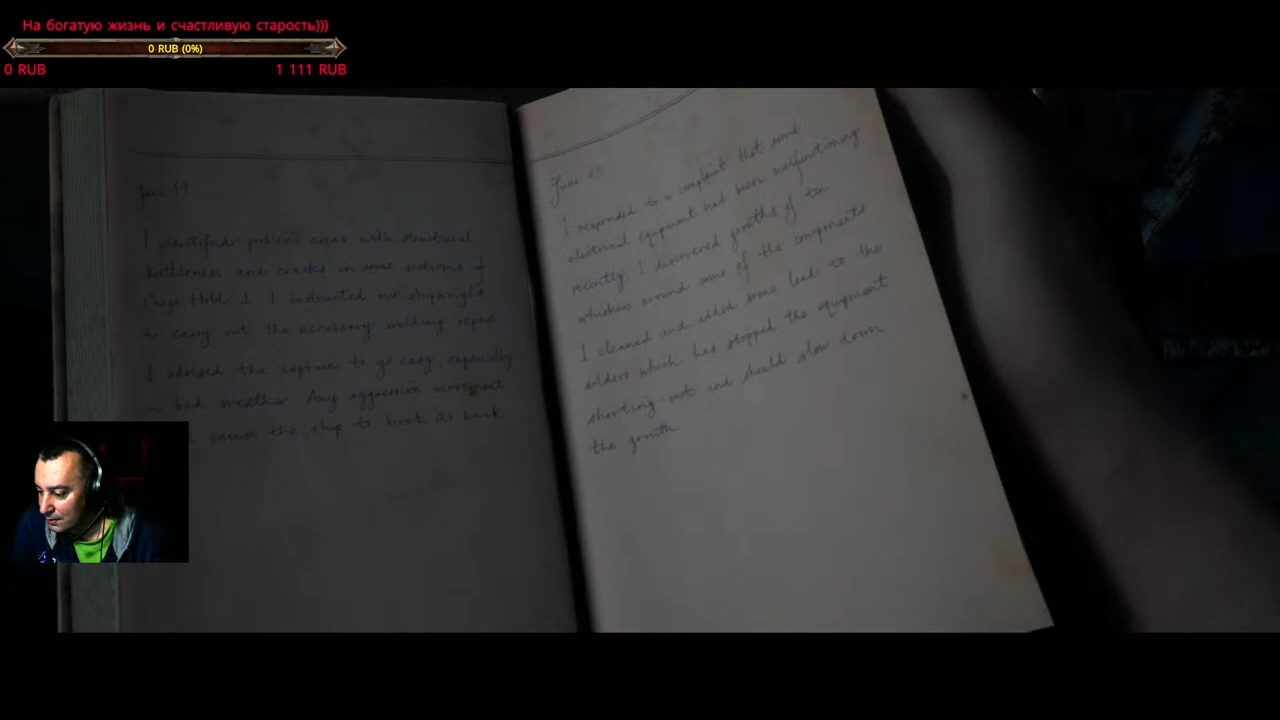 На богатую жизнь и счастливую старость)))
0 RUB (0%)
0 RUB
1 111 RUB
June 19
I identified problem areas with structural
brittleness and cracks in some sections of
Cargo Hold 1. I instructed our shipwright
to carry out the necessary welding repairs
I advised the captain to go easy, especially
in bad weather. Any aggressive movement
cause the ship to break its back
June
I responded to a complaint that some
electrical equipment had been malfunctioning
recently. I discovered growths of tin
whiskers around some of the components
I cleaned and added some lead to the
solders which has stopped the equipment
shorting-out and should slow down
the growth